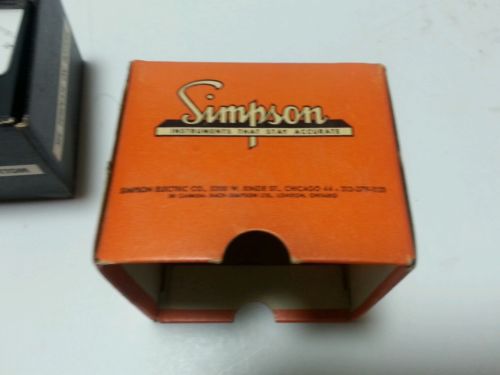 Simpson
INSTRUMENTS THAT STAY ACCURATE
SIMPSON ELECTRIC CO., W. KINZIE ST., CHICAGO 44 -
IN CANADA, BACH-SIMPSON LTD., LONDON, ONTARIO